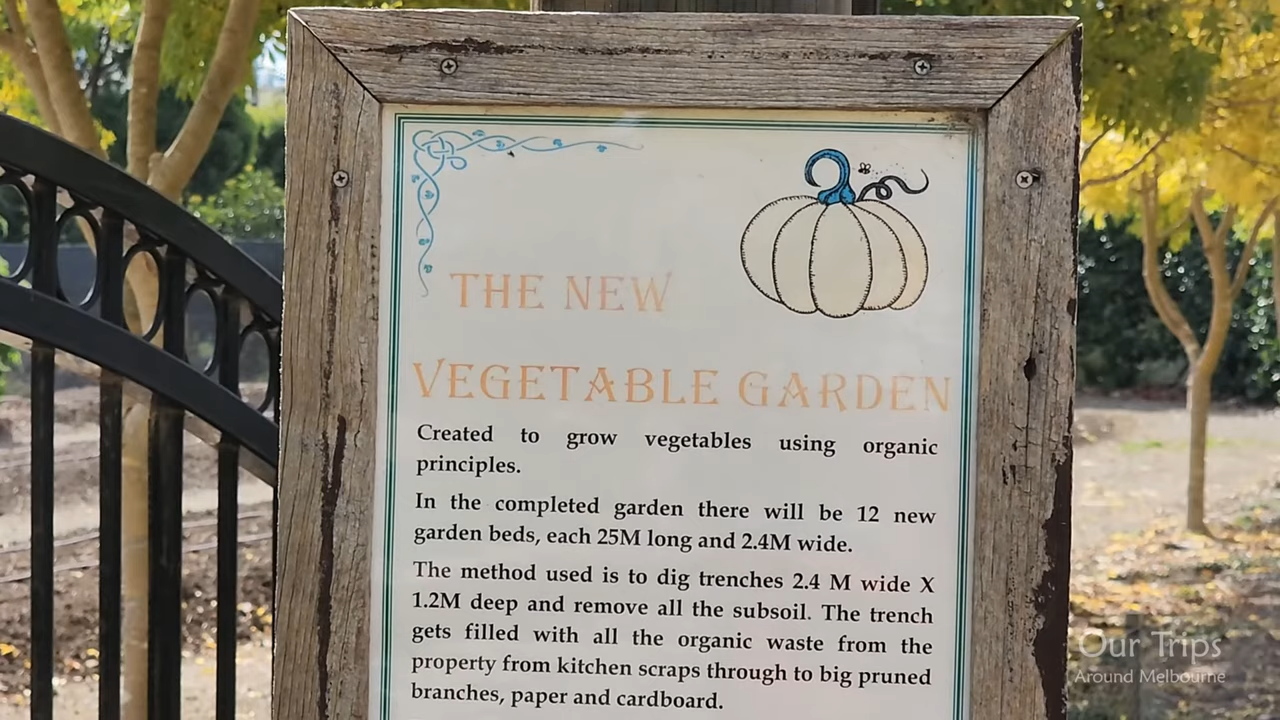 THE NEW
VEGETABLE GARDEN
Created to grow vegetables using organic
principles.
In the completed garden there will be 12 new
garden beds, each 25M long and 2.4M wide.
The method used is to dig trenches 2.4 M wide X
1.2M deep and remove all the subsoil. The trench
gets filled with all the organic waste from the
property from kitchen scraps through to big pruned
branches, paper and cardboard.
Our Trips
Around Melbourne